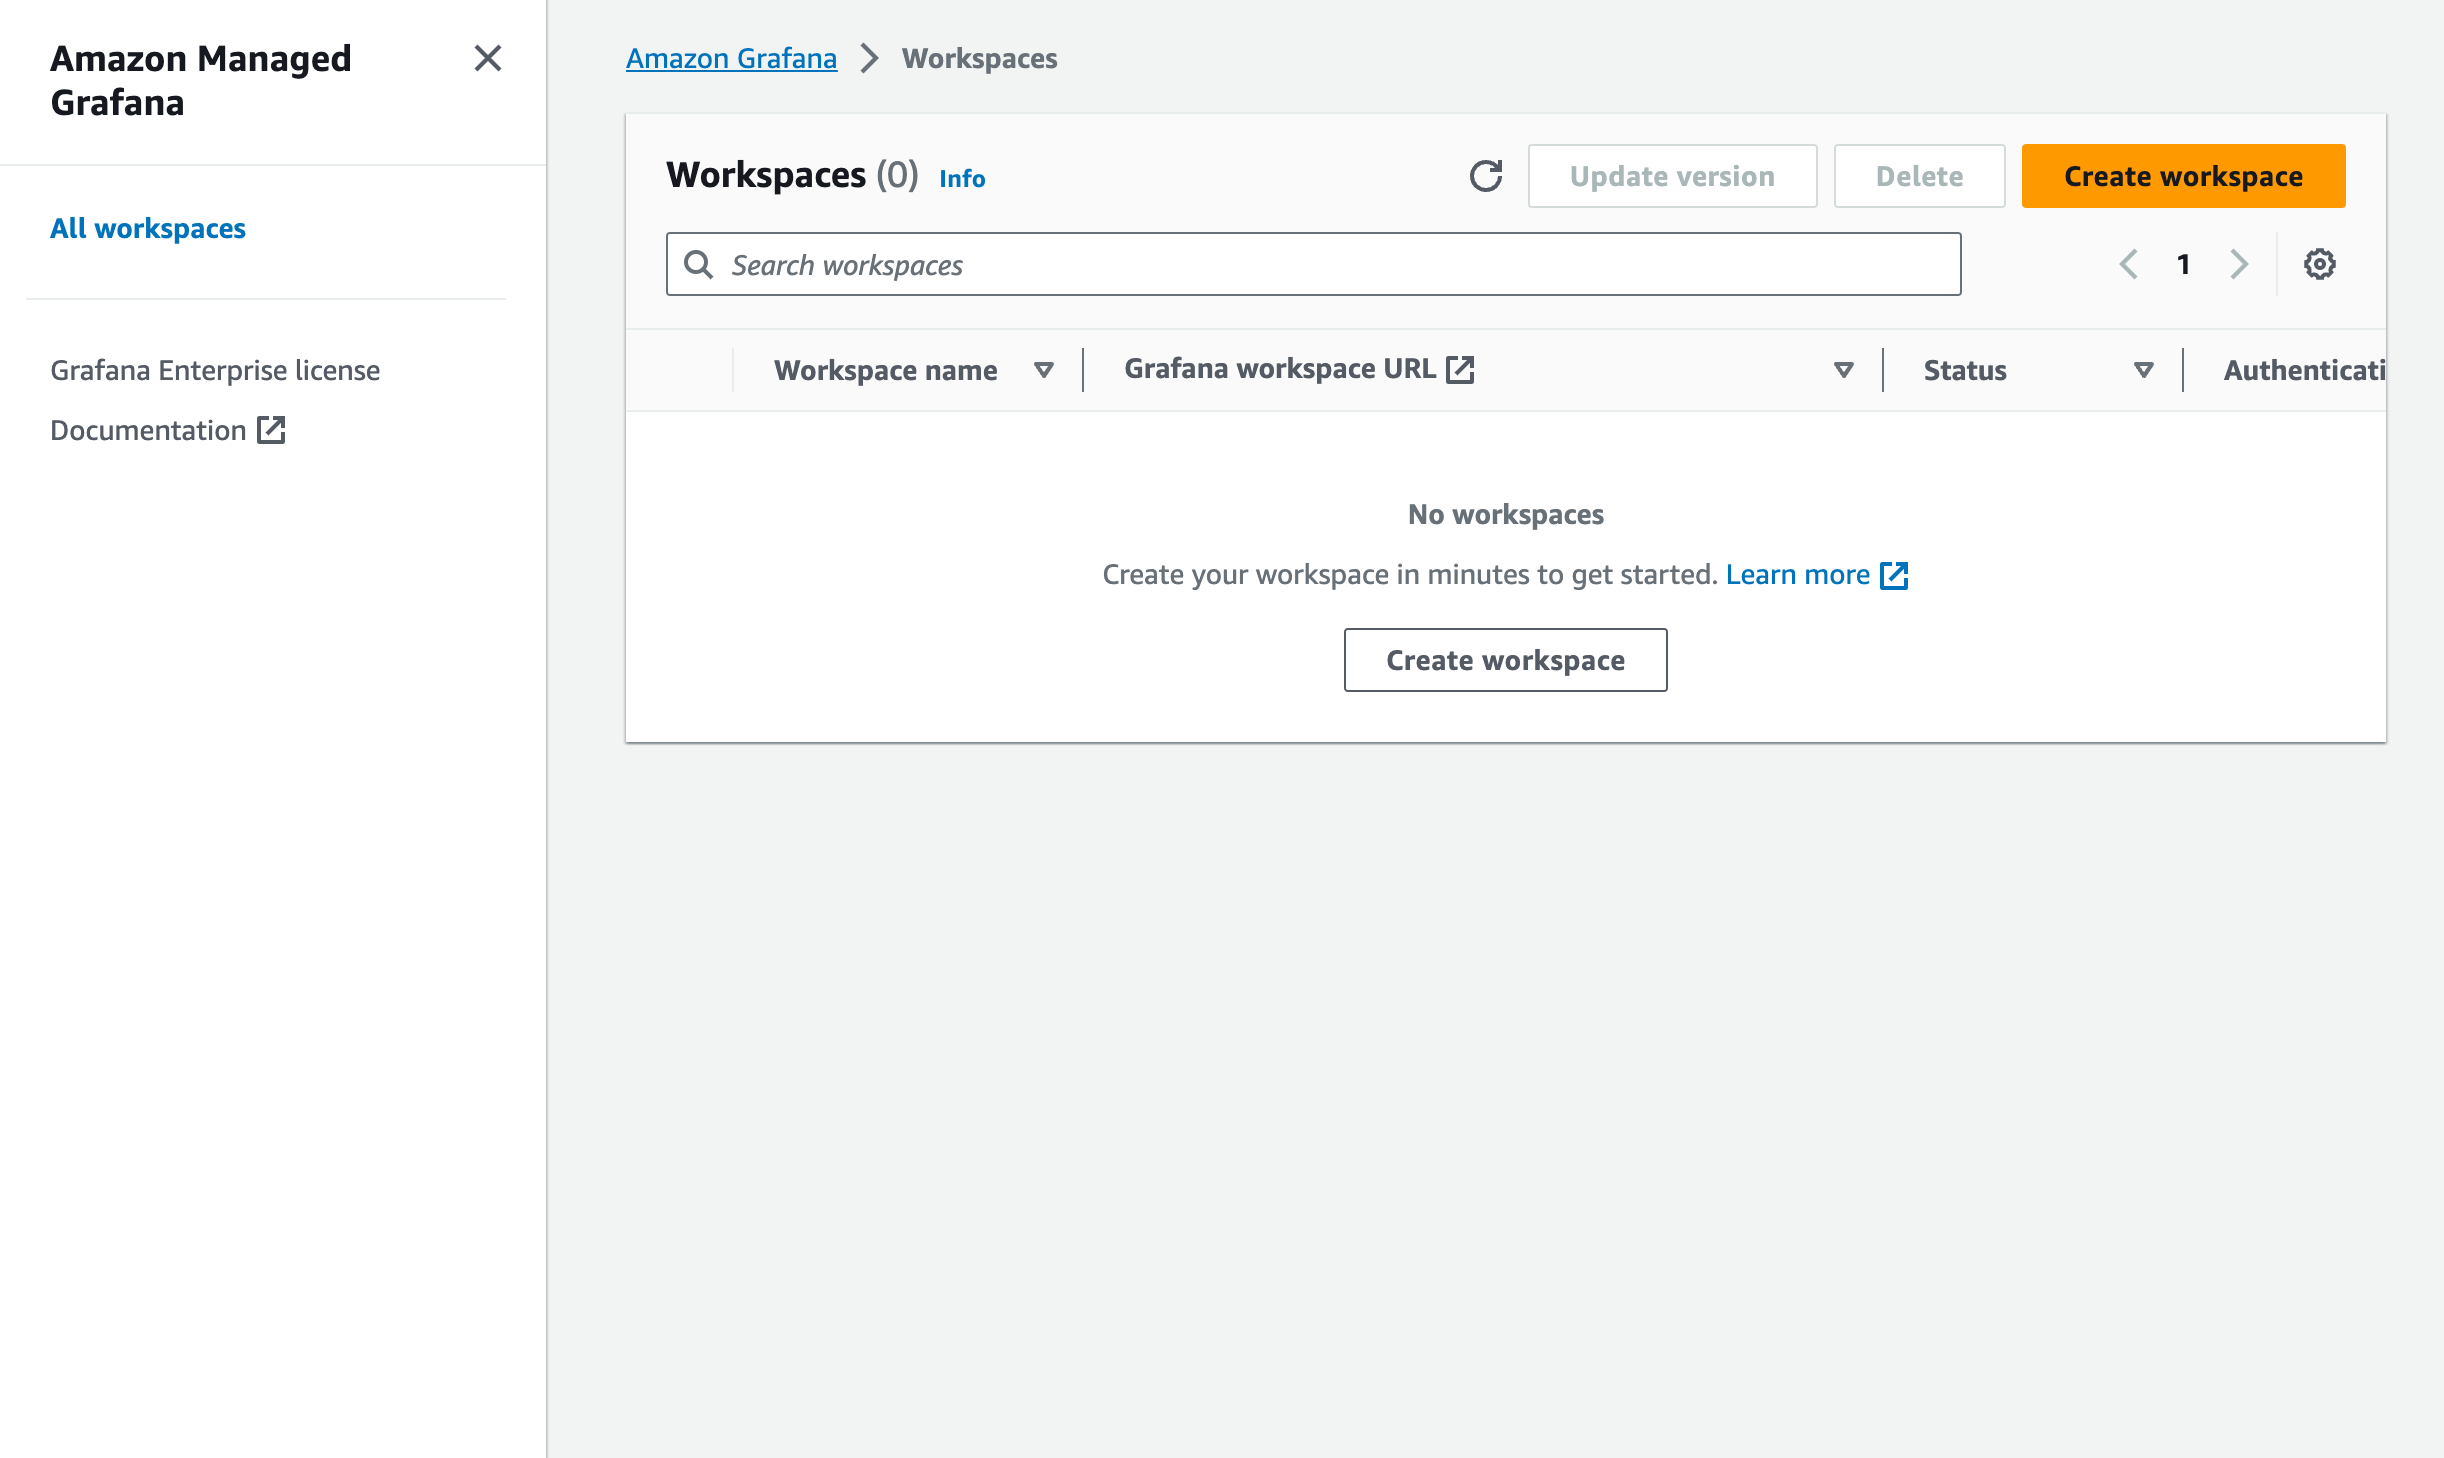 Amazon Managed
Grafana
All workspaces
Grafana Enterprise license
Documentation
Amazon Grafana Workspaces
Workspaces (0) Info
Update version Delete Create workspace
Search workspaces
1
Workspace name Grafana workspace URL Status Authenticati
No workspaces
Create your workspace in minutes to get started. Learn more
Create workspace